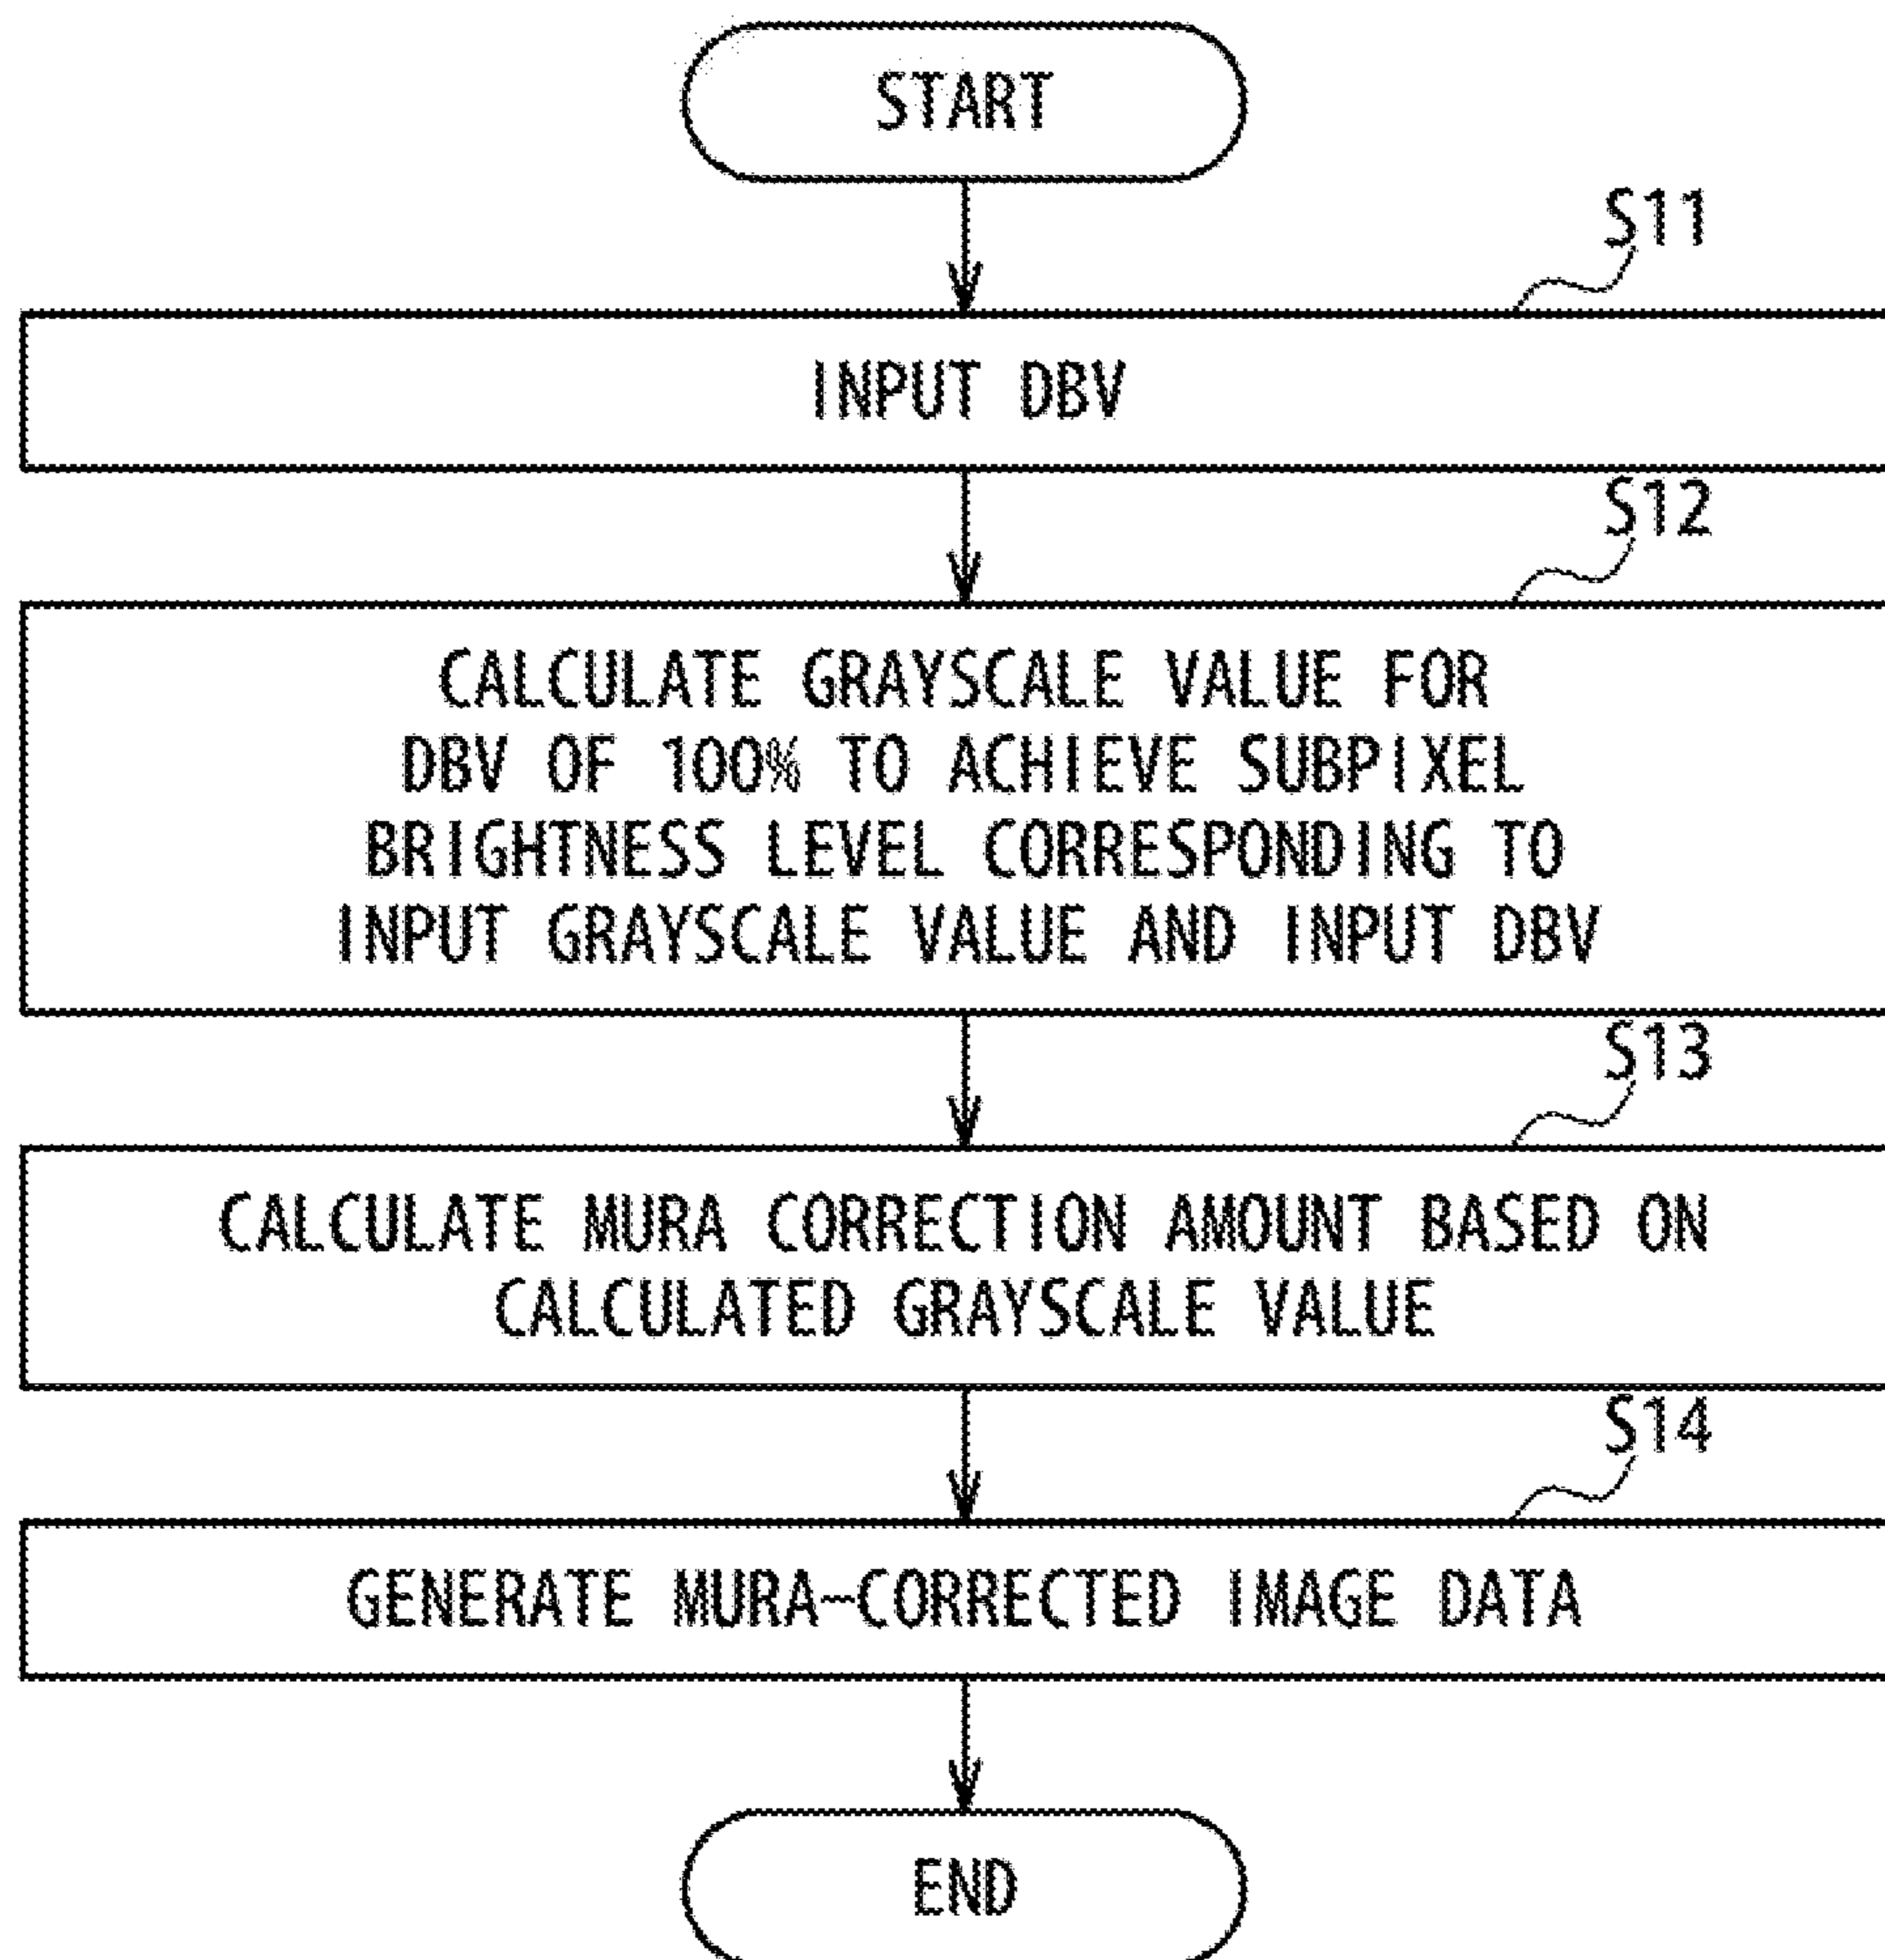 START
S11
INPUT DBV
S12
CALCULATE GRAYSCALE VALUE FOR
DBV OF 100% TO ACHIEVE SUBPIXEL
BRIGHTNESS LEVEL CORRESPONDING TO
INPUT GRAYSCALE VALUE AND INPUT DBV
S13
CALCULATE MURA CORRECTION AMOUNT BASED ON
CALCULATED GRAYSCALE VALUE
S14
GENERATE MURA-CORRECTED IMAGE DATA
END